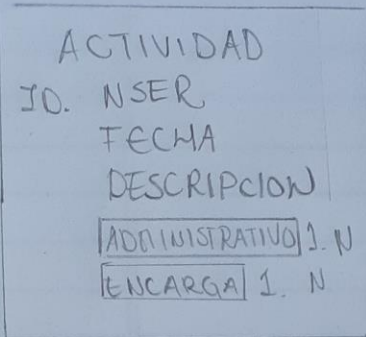 ACTIVIDAD
ID. NSER
FECHA
DESCRIPCION
ADMINISTRATIVO 1. N
ENCARGA 1. N